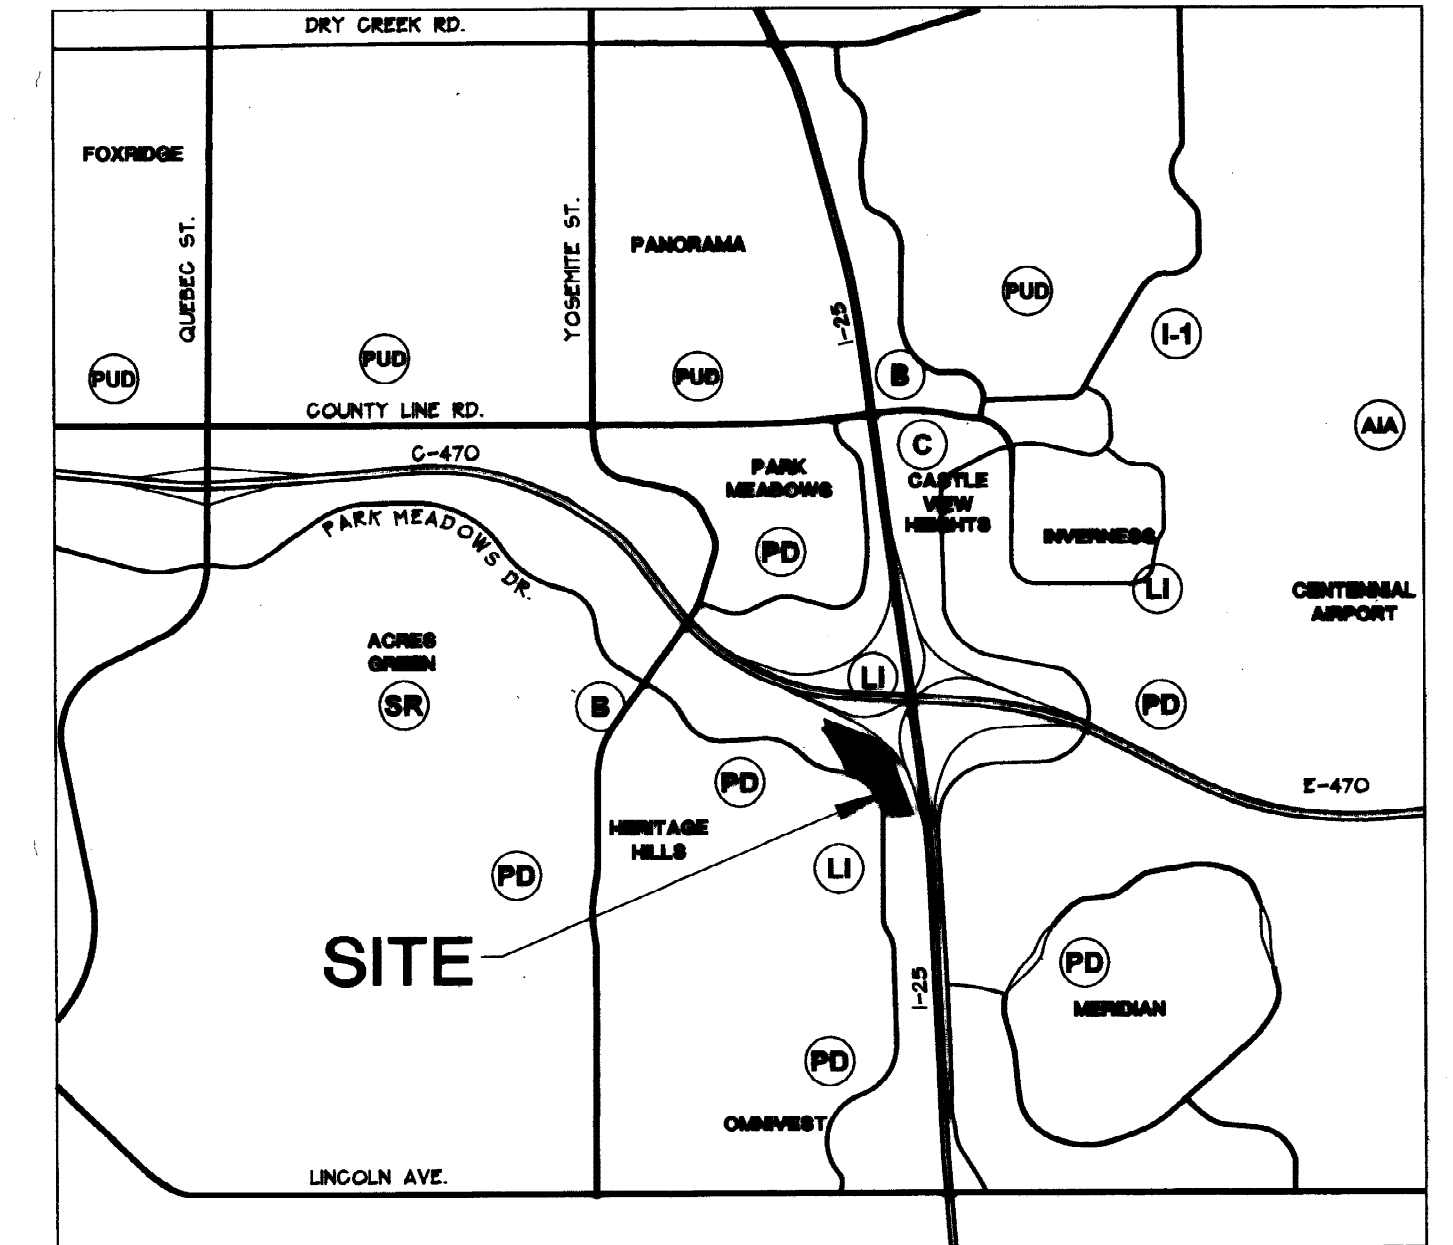 DRY CREEK RD.
FOXRIDGE
QUEBEC ST.
YOSEMITE ST.
PANORAMA
I-25
PUD
I-1
PUD
PUD
PUD
B
COUNTY LINE RD.
AIA
C-470
C
PARK
MEADOWS
CASTLE
VIEW
HEIGHTS
PARK MEADOWS DR.
INVERNESS
PD
LI
CENTENNIAL
AIRPORT
ACRES
GREEN
LI
SR
B
PD
PD
E-470
HERITAGE
HILLS
LI
PD
SITE
PD
I-25
MERIDIAN
PD
OMNIVEST
LINCOLN AVE.